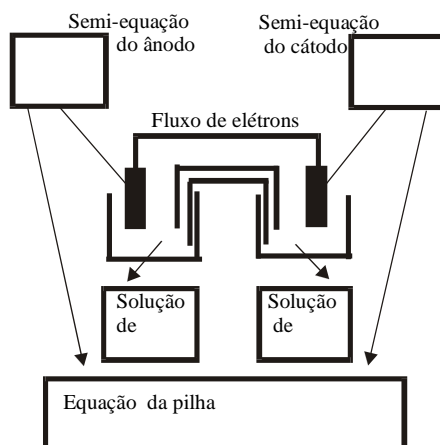 Semi-equação
do ânodo
Semi-equação
do cátodo
Fluxo de elétrons
Solução
de
Solução
de
Equação da pilha